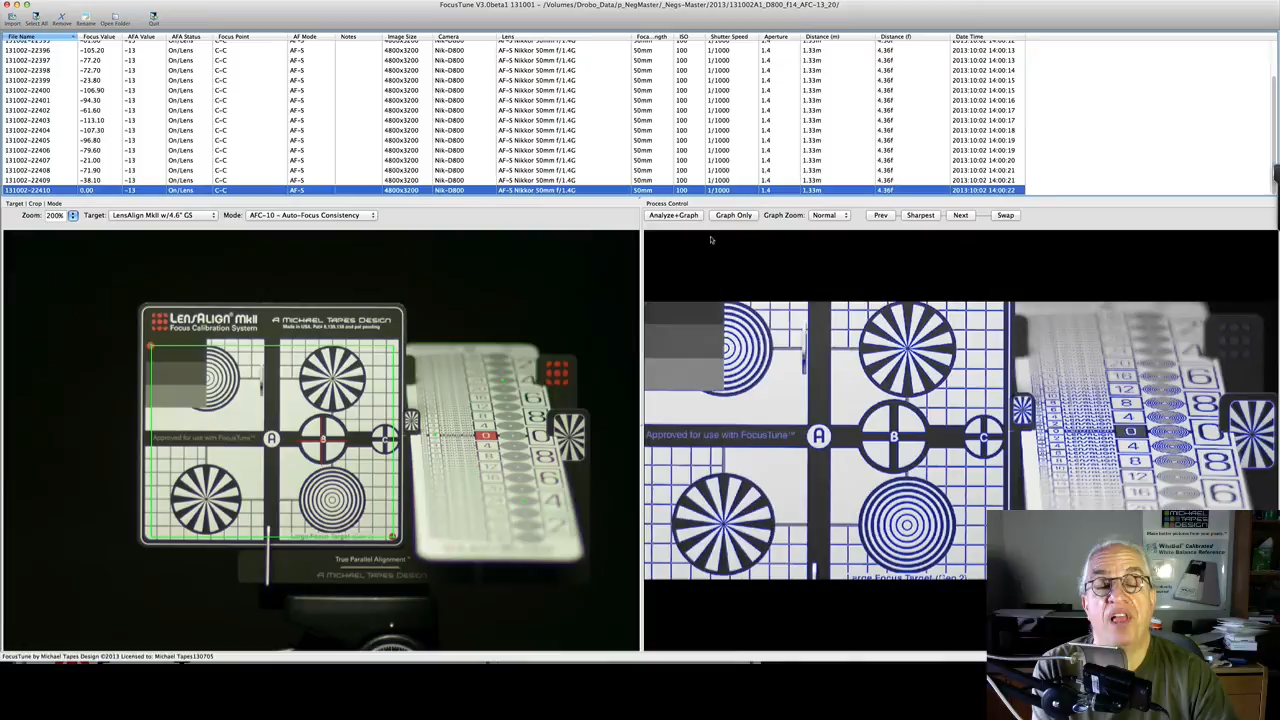 FocusTune V3.0beta1 131001 - /Volumes/Drobo_Data/p_NegMaster/_Negs-Master/2013/131002A1_D800_f14_AFC-13_20/
Import Select All Remove Rename Open Folder Quit
File Name Focus Value AFA Value AFA Status Focus Point AF Mode Notes Image Size Camera Lens Foca...ength ISO Shutter Speed Aperture Distance (m) Distance (f) Date Time
131002-22396 -105.20 -13 On/Lens C-C AF-S 4800x3200 Nik-D800 AF-S Nikkor 50mm f/1.4G 50mm 100 1/1000 1.4 1.33m 4.36f 2013:10:02 14:00:13
131002-22397 -77.20 -13 On/Lens C-C AF-S 4800x3200 Nik-D800 AF-S Nikkor 50mm f/1.4G 50mm 100 1/1000 1.4 1.33m 4.36f 2013:10:02 14:00:13
131002-22398 -72.70 -13 On/Lens C-C AF-S 4800x3200 Nik-D800 AF-S Nikkor 50mm f/1.4G 50mm 100 1/1000 1.4 1.33m 4.36f 2013:10:02 14:00:14
131002-22399 -23.80 -13 On/Lens C-C AF-S 4800x3200 Nik-D800 AF-S Nikkor 50mm f/1.4G 50mm 100 1/1000 1.4 1.33m 4.36f 2013:10:02 14:00:15
131002-22400 -106.90 -13 On/Lens C-C AF-S 4800x3200 Nik-D800 AF-S Nikkor 50mm f/1.4G 50mm 100 1/1000 1.4 1.33m 4.36f 2013:10:02 14:00:15
131002-22401 -94.30 -13 On/Lens C-C AF-S 4800x3200 Nik-D800 AF-S Nikkor 50mm f/1.4G 50mm 100 1/1000 1.4 1.33m 4.36f 2013:10:02 14:00:16
131002-22402 -61.60 -13 On/Lens C-C AF-S 4800x3200 Nik-D800 AF-S Nikkor 50mm f/1.4G 50mm 100 1/1000 1.4 1.33m 4.36f 2013:10:02 14:00:17
131002-22403 -113.10 -13 On/Lens C-C AF-S 4800x3200 Nik-D800 AF-S Nikkor 50mm f/1.4G 50mm 100 1/1000 1.4 1.33m 4.36f 2013:10:02 14:00:17
131002-22404 -107.30 -13 On/Lens C-C AF-S 4800x3200 Nik-D800 AF-S Nikkor 50mm f/1.4G 50mm 100 1/1000 1.4 1.33m 4.36f 2013:10:02 14:00:18
131002-22405 -96.80 -13 On/Lens C-C AF-S 4800x3200 Nik-D800 AF-S Nikkor 50mm f/1.4G 50mm 100 1/1000 1.4 1.33m 4.36f 2013:10:02 14:00:19
131002-22406 -79.60 -13 On/Lens C-C AF-S 4800x3200 Nik-D800 AF-S Nikkor 50mm f/1.4G 50mm 100 1/1000 1.4 1.33m 4.36f 2013:10:02 14:00:19
131002-22407 -21.00 -13 On/Lens C-C AF-S 4800x3200 Nik-D800 AF-S Nikkor 50mm f/1.4G 50mm 100 1/1000 1.4 1.33m 4.36f 2013:10:02 14:00:20
131002-22408 -71.90 -13 On/Lens C-C AF-S 4800x3200 Nik-D800 AF-S Nikkor 50mm f/1.4G 50mm 100 1/1000 1.4 1.33m 4.36f 2013:10:02 14:00:21
131002-22409 -38.10 -13 On/Lens C-C AF-S 4800x3200 Nik-D800 AF-S Nikkor 50mm f/1.4G 50mm 100 1/1000 1.4 1.33m 4.36f 2013:10:02 14:00:21
131002-22410 0.00 -13 On/Lens C-C AF-S 4800x3200 Nik-D800 AF-S Nikkor 50mm f/1.4G 50mm 100 1/1000 1.4 1.33m 4.36f 2013:10:02 14:00:22
Target | Crop | Mode Process Control
Zoom: 200% Target: LensAlign MkII w/4.6" GS Mode: AFC-10 - Auto-Focus Consistency Analyze+Graph Graph Only Graph Zoom: Normal Prev Sharpest Next Swap
LENSALIGN® MkII A MICHAEL TAPES DESIGN
Focus Calibration System
Approved for use with FocusTune™ A B C
True Parallel Alignment™
A MICHAEL TAPES DESIGN
Approved for use with FocusTune™ A B C
Large Focus Target (Gen 2)
MICHAEL TAPES DESIGN
WhiBal® Calibrated
White Balance Reference
FocusTune by Michael Tapes Design ©2013 Licensed to: Michael Tapes130705